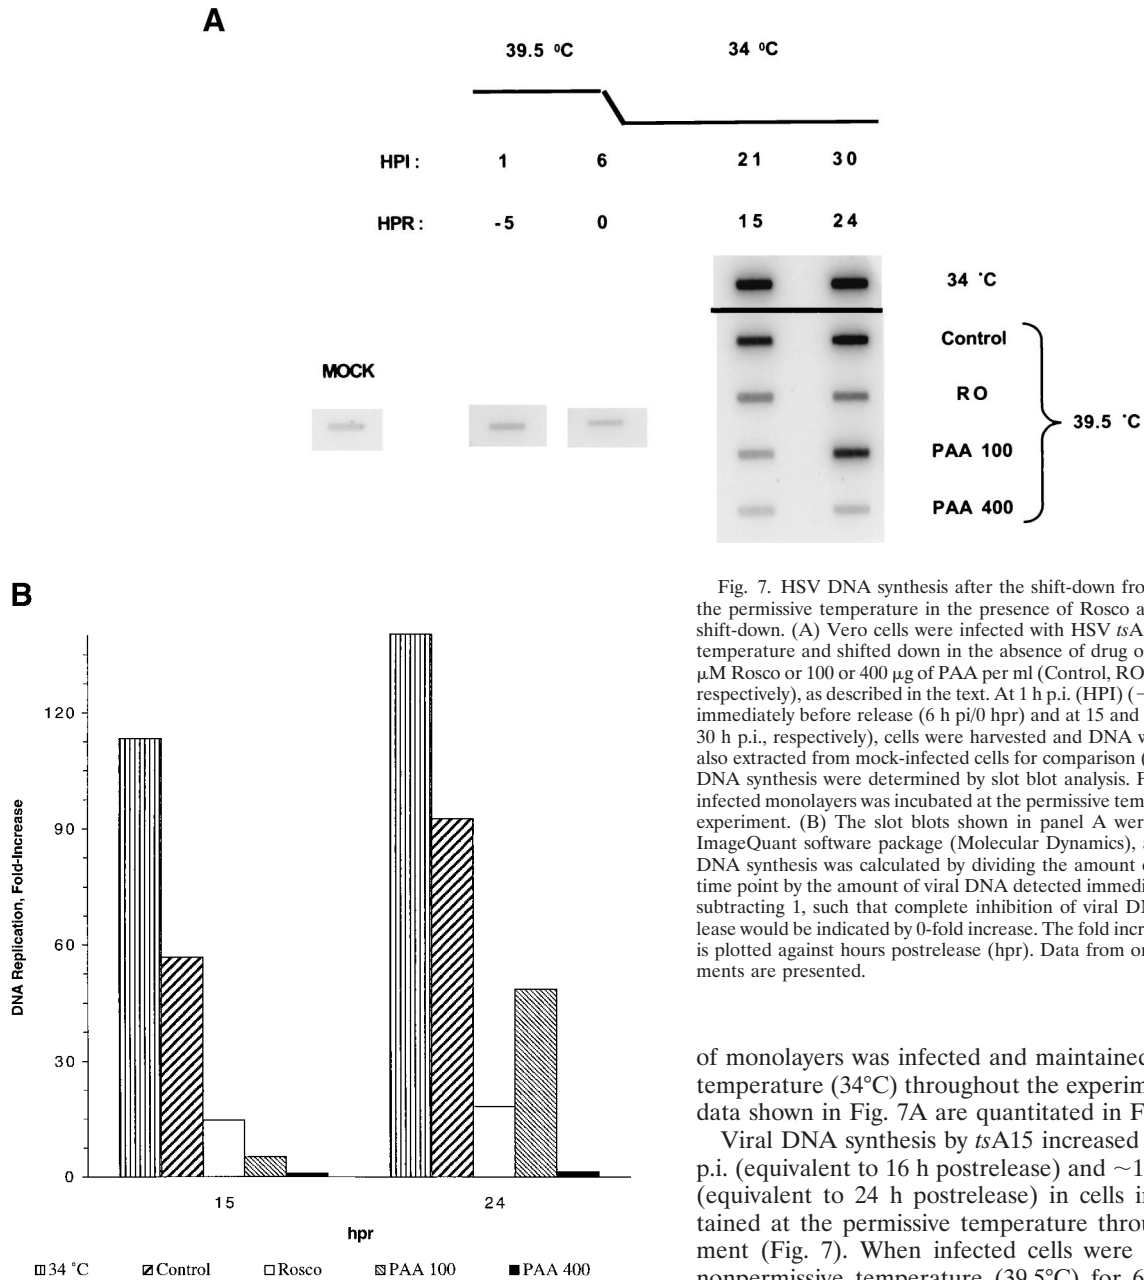 A
39.5 ⁰C 34 ⁰C
HPI : 1 6 21 30
HPR : -5 0 15 24
34 ˚C
Control
MOCK
RO
39.5 ˚C
PAA 100
PAA 400
B
DNA Replication, Fold-Increase
120
90
60
30
0
15 24
hpr
34 ˚C Control Rosco PAA 100 PAA 400
Fig. 7. HSV DNA synthesis after the shift-down
the permissive temperature in the presence of Rosco
shift-down. (A) Vero cells were infected with HSV
temperature and shifted down in the absence of drug
μM Rosco or 100 or 400 μg of PAA per ml (Control, RO
respectively), as described in the text. At 1 h p.i. (HPI) (−
immediately before release (6 h pi/0 hpr) and at 15 and
30 h p.i., respectively), cells were harvested and DNA
also extracted from mock-infected cells for comparison (
DNA synthesis were determined by slot blot analysis.
infected monolayers was incubated at the permissive
experiment. (B) The slot blots shown in panel A
ImageQuant software package (Molecular Dynamics),
DNA synthesis was calculated by dividing the amount
time point by the amount of viral DNA detected
subtracting 1, such that complete inhibition of viral
lease would be indicated by 0-fold increase. The fold
is plotted against hours postrelease (hpr). Data from
ments are presented.
of monolayers was infected and maintained
temperature (34°C) throughout the
data shown in Fig. 7A are quantitated in
Viral DNA synthesis by tsA15 increased
p.i. (equivalent to 16 h postrelease) and ∼1
(equivalent to 24 h postrelease) in cells
tained at the permissive temperature
ment (Fig. 7). When infected cells were
nonpermissive temperature (39.5°C) for 6